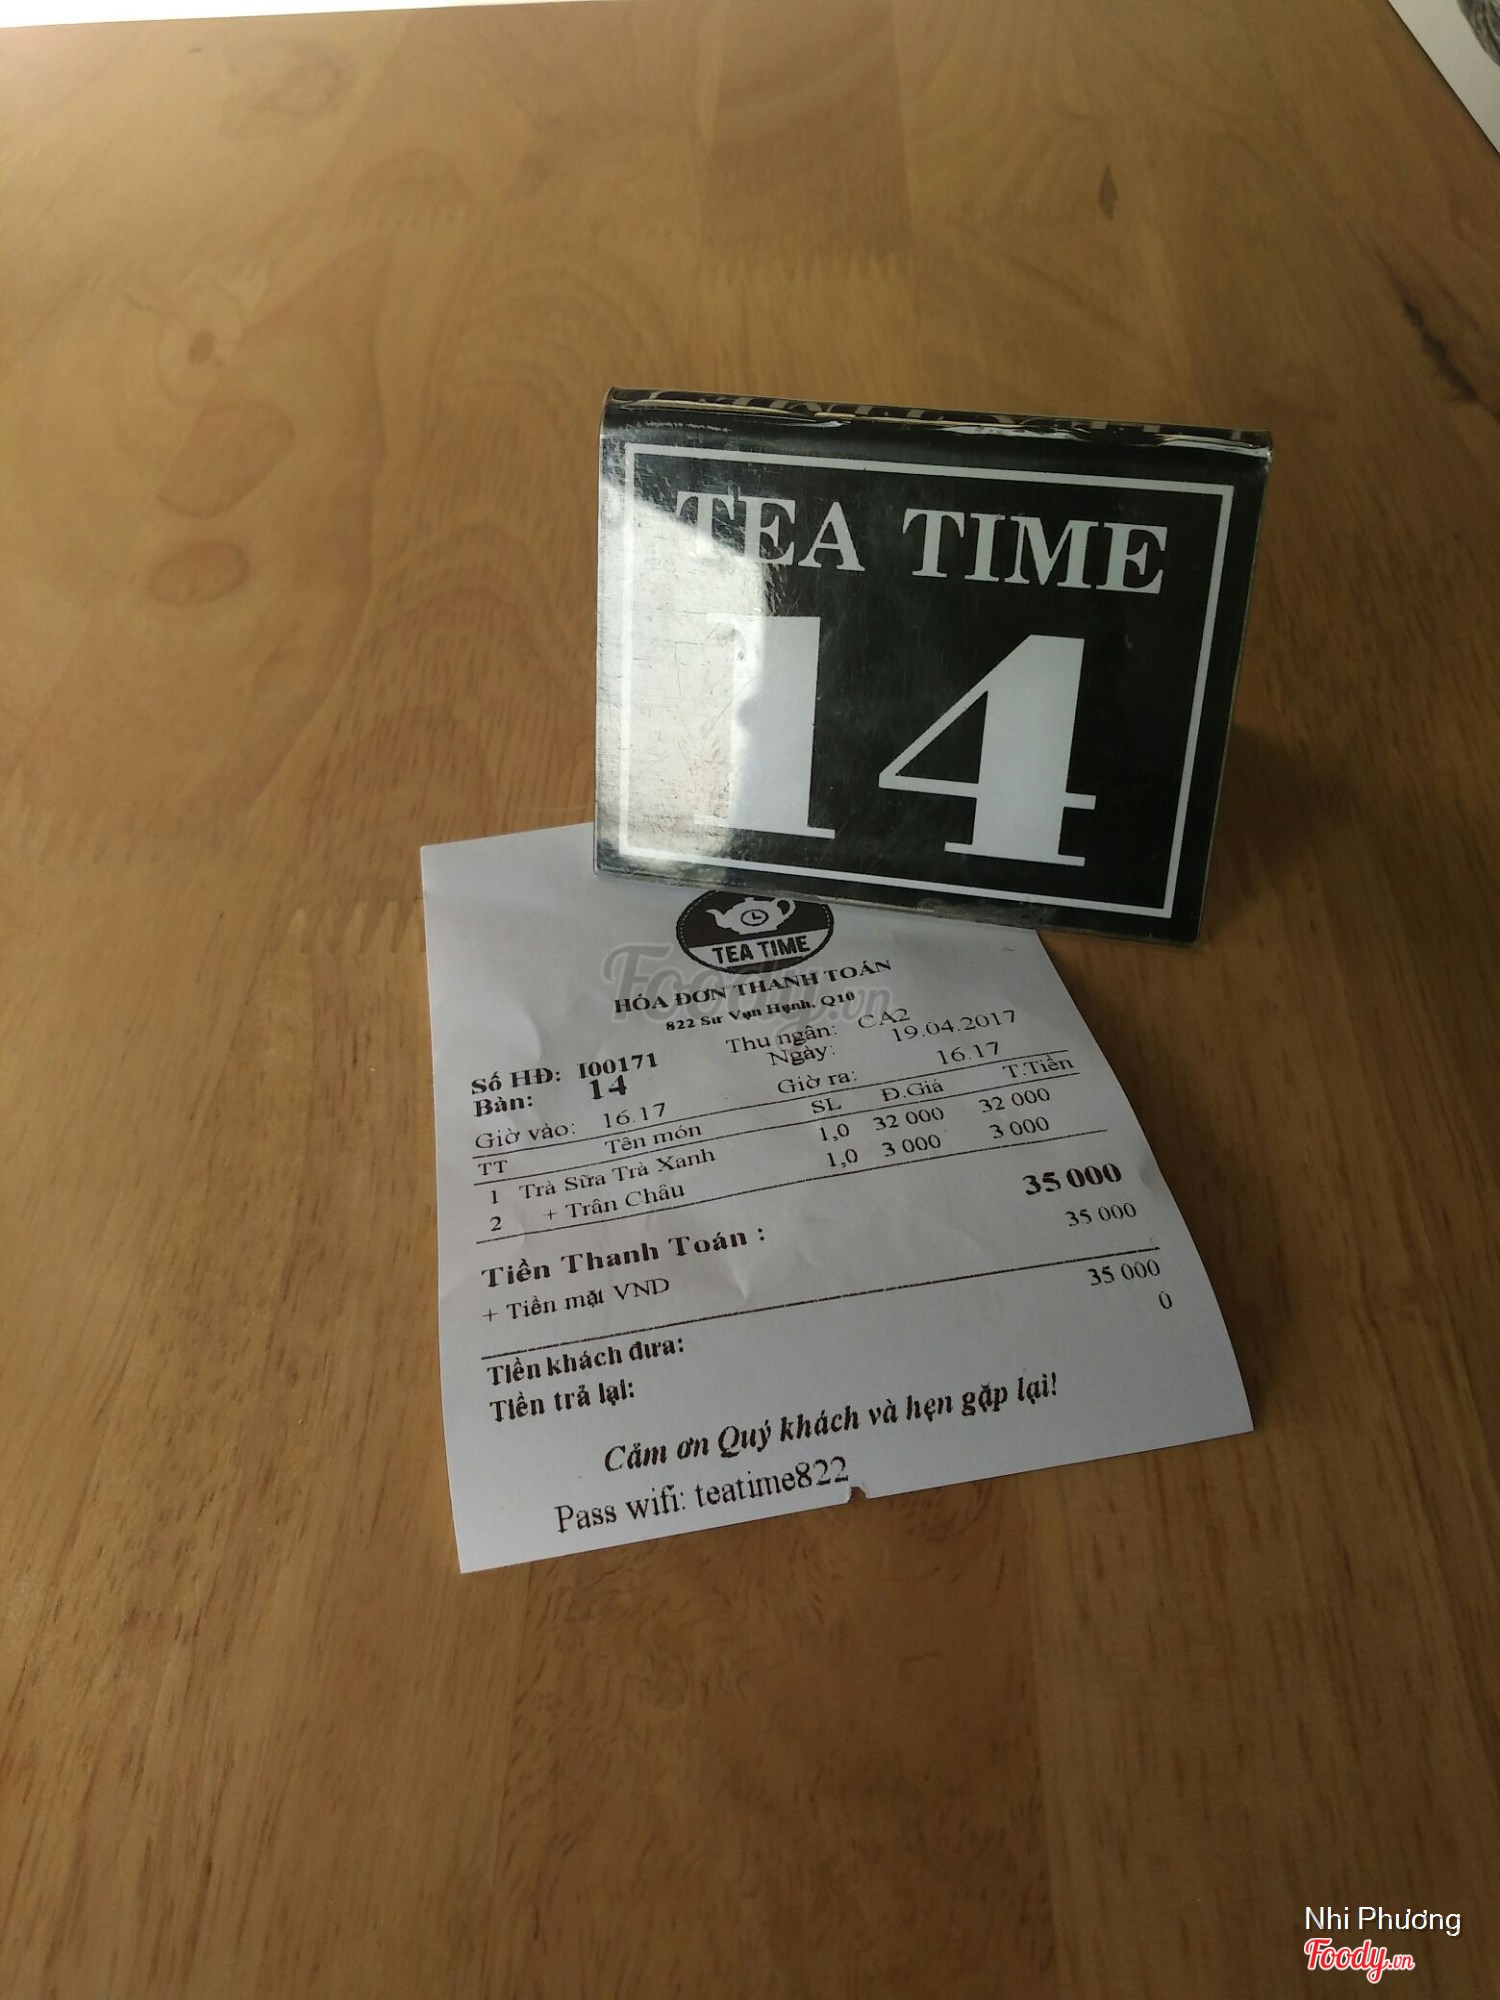 TEA TIME
14
TEA TIME
HÓA ĐƠN THANH TOÁN
822 Sư Vạn Hạnh, Q10
Thu ngân: CA2
Số HĐ: I00171 Ngày: 19.04.2017
Bàn: 14
Giờ vào: 16.17 Giờ ra: 16.17
TT Tên món SL Đ.Giá T.Tiền
1 Trà Sữa Trà Xanh 1,0 32 000 32 000
2 + Trân Châu 1,0 3 000 3 000
Tiền Thanh Toán : 35 000
+ Tiền mặt VND 35 000
Tiền khách đưa: 35 000
Tiền trả lại: 0
Cảm ơn Quý khách và hẹn gặp lại!
Pass wifi: teatime822
Foody.vn
Nhi Phương
Foody.vn